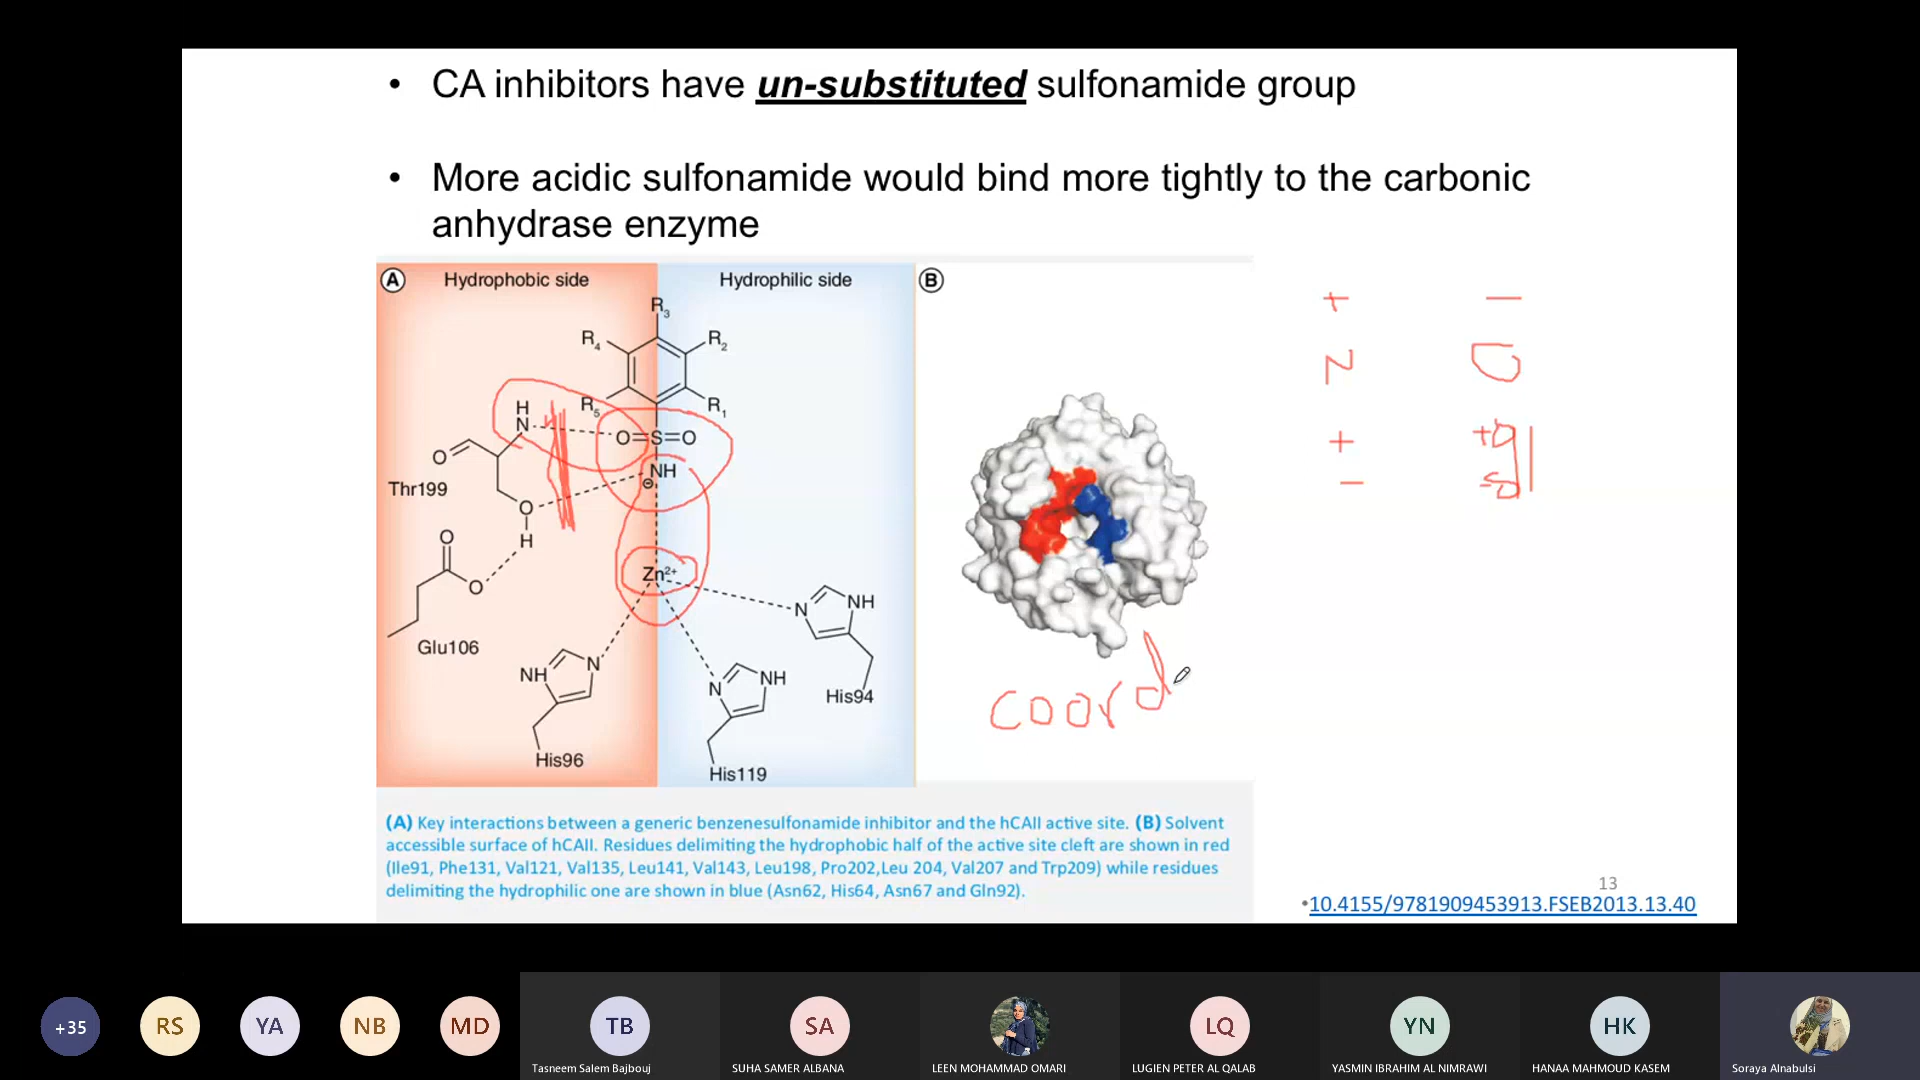 • CA inhibitors have un-substituted sulfonamide group
• More acidic sulfonamide would bind more tightly to the carbonic
anhydrase enzyme
A Hydrophobic side Hydrophilic side B
R3
R4 R2
R5 R1
H
N O=S=O
O NH
⊖
Thr199
O
H
O
O
Zn2+
Glu106
N NH
NH N
N NH
His94
His96
His119
+ −
N O
+ +δ
− -δ
coord
(A) Key interactions between a generic benzenesulfonamide inhibitor and the hCAII active site. (B) Solvent
accessible surface of hCAII. Residues delimiting the hydrophobic half of the active site cleft are shown in red
(Ile91, Phe131, Val121, Val135, Leu141, Val143, Leu198, Pro202,Leu 204, Val207 and Trp209) while residues
delimiting the hydrophilic one are shown in blue (Asn62, His64, Asn67 and Gln92).
13
•10.4155/9781909453913.FSEB2013.13.40
+35 RS YA NB MD TB SA LQ YN HK
Tasneem Salem Bajbouj SUHA SAMER ALBANA LEEN MOHAMMAD OMARI LUGIEN PETER AL QALAB YASMIN IBRAHIM AL NIMRAWI HANAA MAHMOUD KASEM Soraya Alnabulsi